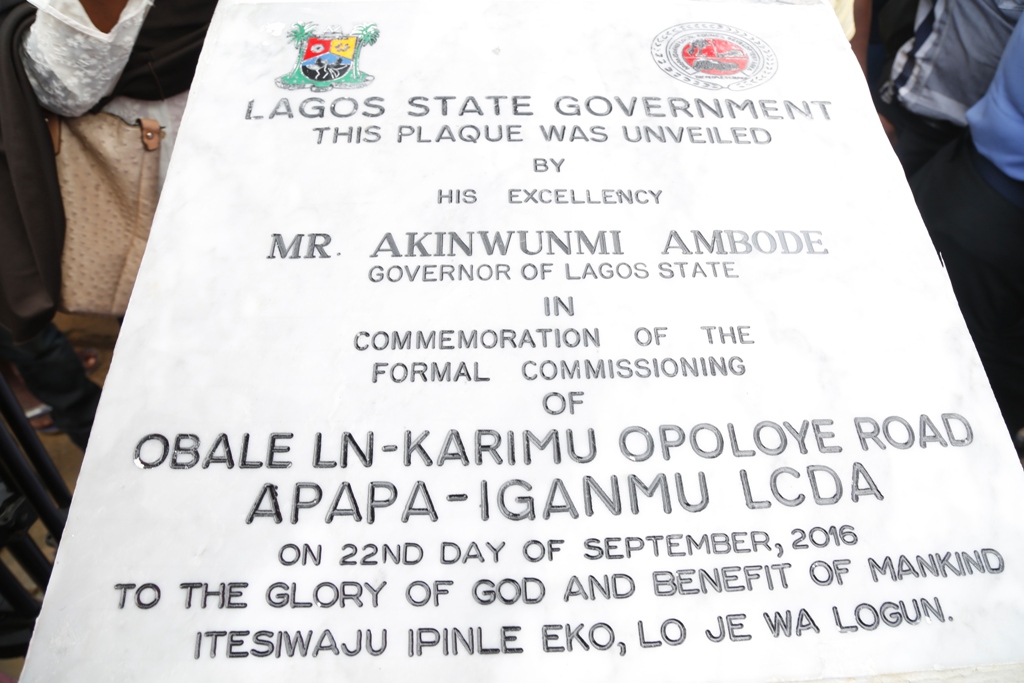 LAGOS STATE GOVERNMENT
THIS PLAQUE WAS UNVEILED
BY
HIS EXCELLENCY
MR. AKINWUNMI AMBODE
GOVERNOR OF LAGOS STATE
IN
COMMEMORATION OF THE
FORMAL COMMISSIONING
OF
OBALE LN-KARIMU OPOLOYE ROAD
APAPA-IGANMU LCDA
ON 22ND DAY OF SEPTEMBER, 2016
TO THE GLORY OF GOD AND BENEFIT OF MANKIND
ITESIWAJU IPINLE EKO, LO JE WA LOGUN.